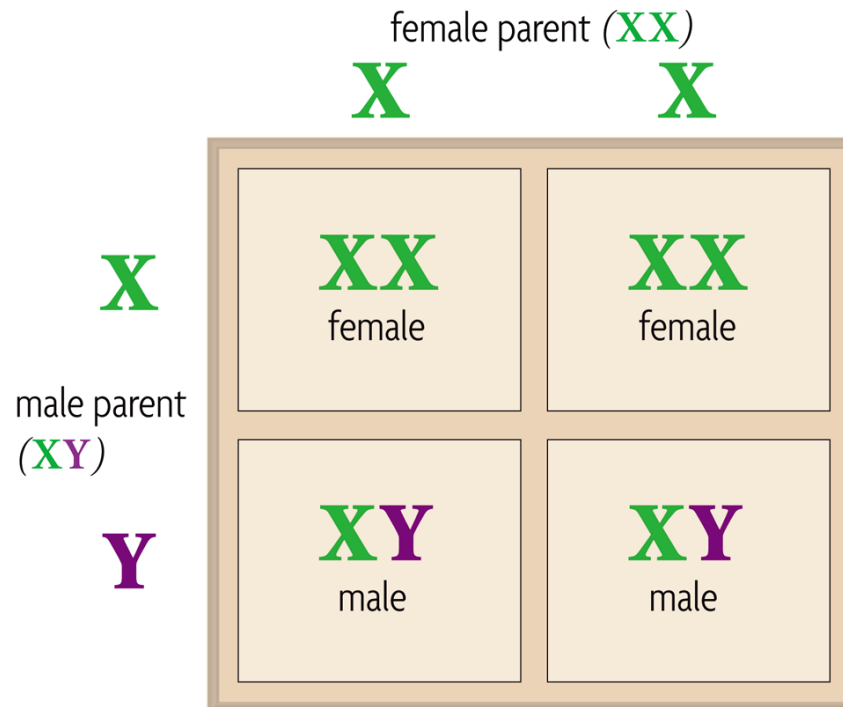 female parent (XX)
X X
X
XX XX
female female
male parent
(XY)
Y
XY XY
male male